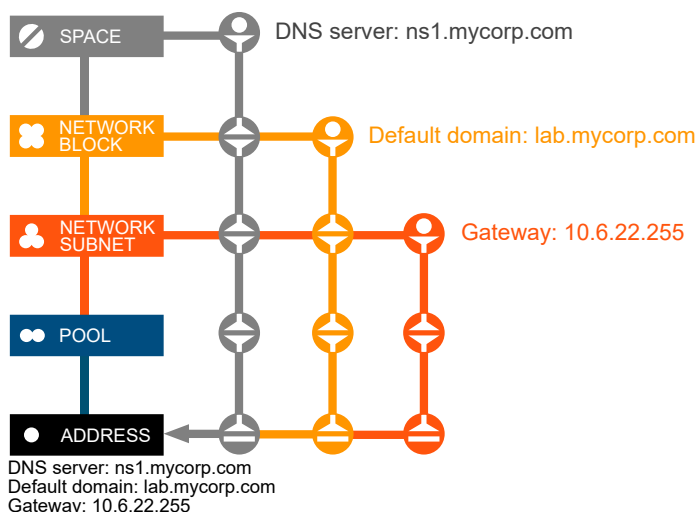 SPACE
DNS server: ns1.mycorp.com
NETWORK
BLOCK
Default domain: lab.mycorp.com
NETWORK
SUBNET
Gateway: 10.6.22.255
POOL
ADDRESS
DNS server: ns1.mycorp.com
Default domain: lab.mycorp.com
Gateway: 10.6.22.255